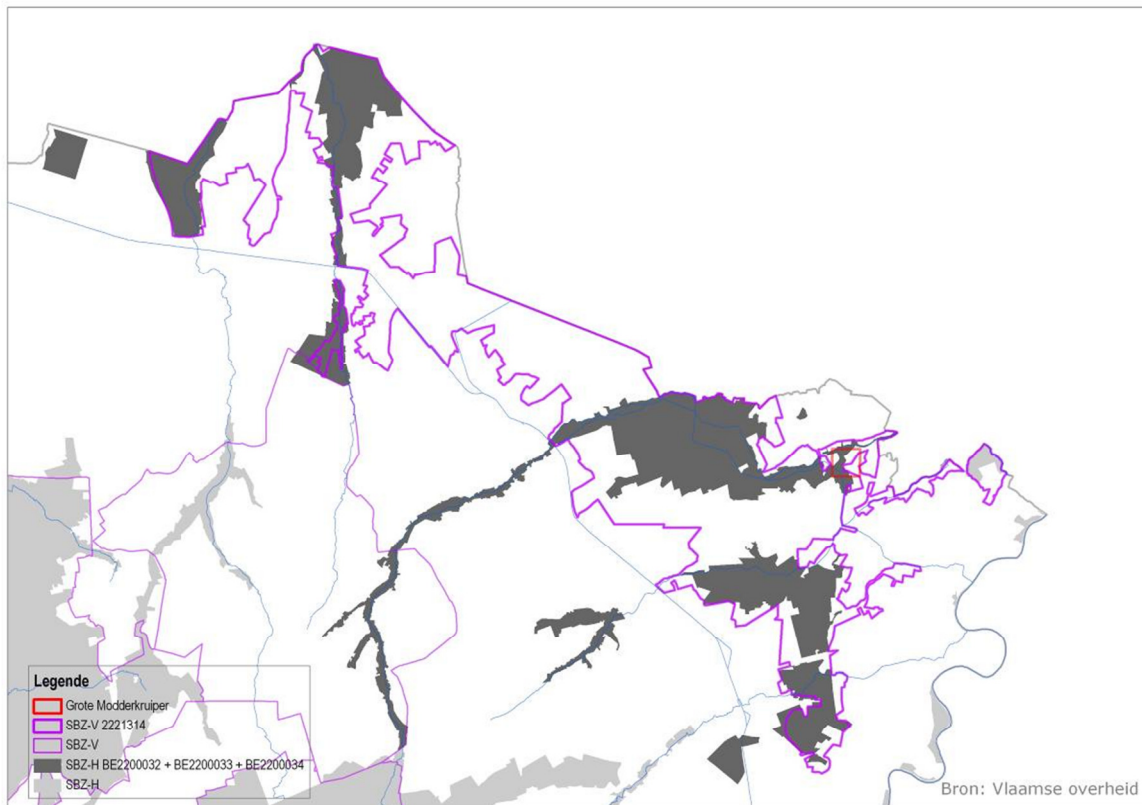 Legende
Grote Modderkruiper
SBZ-V 2221314
SBZ-V
SBZ-H BE2200032 + BE2200033 + BE2200034
SBZ-H
Bron: Vlaamse overheid